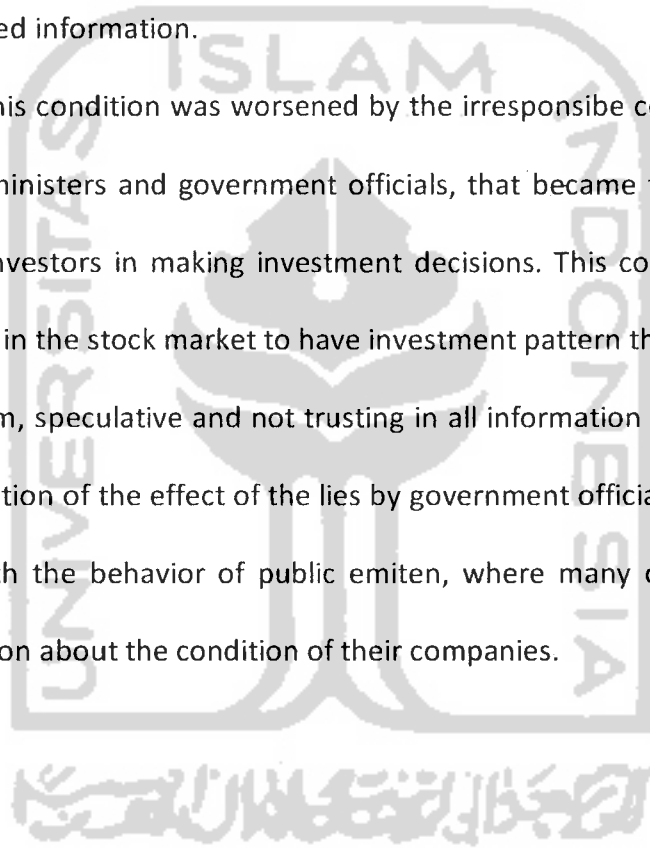 ed information.
his condition was worsened by the irresponsibe c
ministers and government officials, that became
nvestors in making investment decisions. This co
in the stock market to have investment pattern th
m, speculative and not trusting in all information
tion of the effect of the lies by government officia
th the behavior of public emiten, where many
on about the condition of their companies.
ISLAM
UNIVERSITAS
INDONESIA